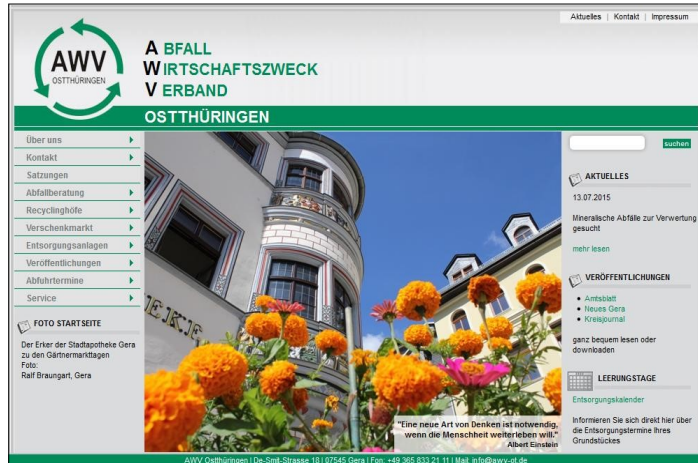 Aktuelles | Kontakt | Impressum
AWV
OSTTHÜRINGEN
A BFALL
W IRTSCHAFTSZWECK
V ERBAND
OSTTHÜRINGEN
Über uns
Kontakt
Satzungen
Abfallberatung
Recyclinghöfe
Verschenkmarkt
Entsorgungsanlagen
Veröffentlichungen
Abfuhrtermine
Service
FOTO STARTSEITE
Der Erker der Stadtapotheke Gera
zu den Gärtnermarkttagen
Foto:
Ralf Braungart, Gera
EKE
"Eine neue Art von Denken ist notwendig,
wenn die Menschheit weiterleben will."
Albert Einstein
suchen
AKTUELLES
13.07.2015
Mineralische Abfälle zur Verwertung
gesucht
mehr lesen
VERÖFFENTLICHUNGEN
Amtsblatt
Neues Gera
Kreisjournal
ganz bequem lesen oder
downloaden
LEERUNGSTAGE
Entsorgungskalender
Informieren Sie sich direkt hier über
die Entsorgungstermine Ihres
Grundstückes
AWV Ostthüringen | De-Smit-Strasse 18 | 07545 Gera | Fon: +49 365 833 21 11 | Mail: info@awv-ot.de